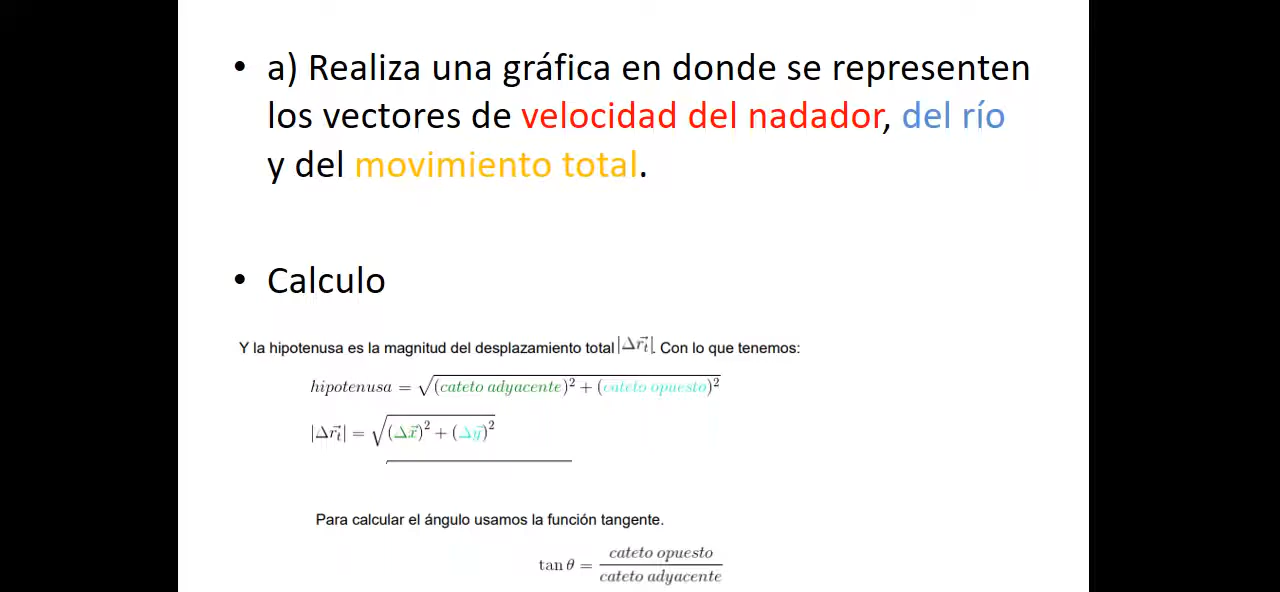 • a) Realiza una gráfica en donde se representen
los vectores de velocidad del nadador, del río
y del movimiento total.
• Calculo
Y la hipotenusa es la magnitud del desplazamiento total |Δr⃗ₜ|. Con lo que tenemos:
hipotenusa = √((cateto adyacente)² + (cateto opuesto)²)
|Δr⃗ₜ| = √((Δx⃗)² + (Δy⃗)²)
Para calcular el ángulo usamos la función tangente.
tan θ = cateto opuesto / cateto adyacente